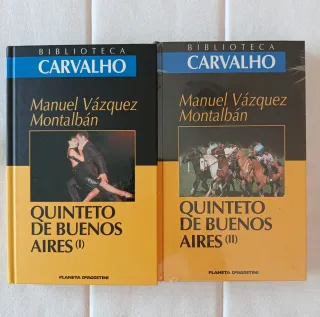 BIBLIOTECA
CARVALHO
Manuel Vázquez
Montalbán
QUINTETO
DE BUENOS
AIRES (I)
PLANETA DEAGOSTINI
BIBLIOTECA
CARVALHO
Manuel Vázquez
Montalbán
QUINTETO
DE BUENOS
AIRES (II)
PLANETA DEAGOSTINI